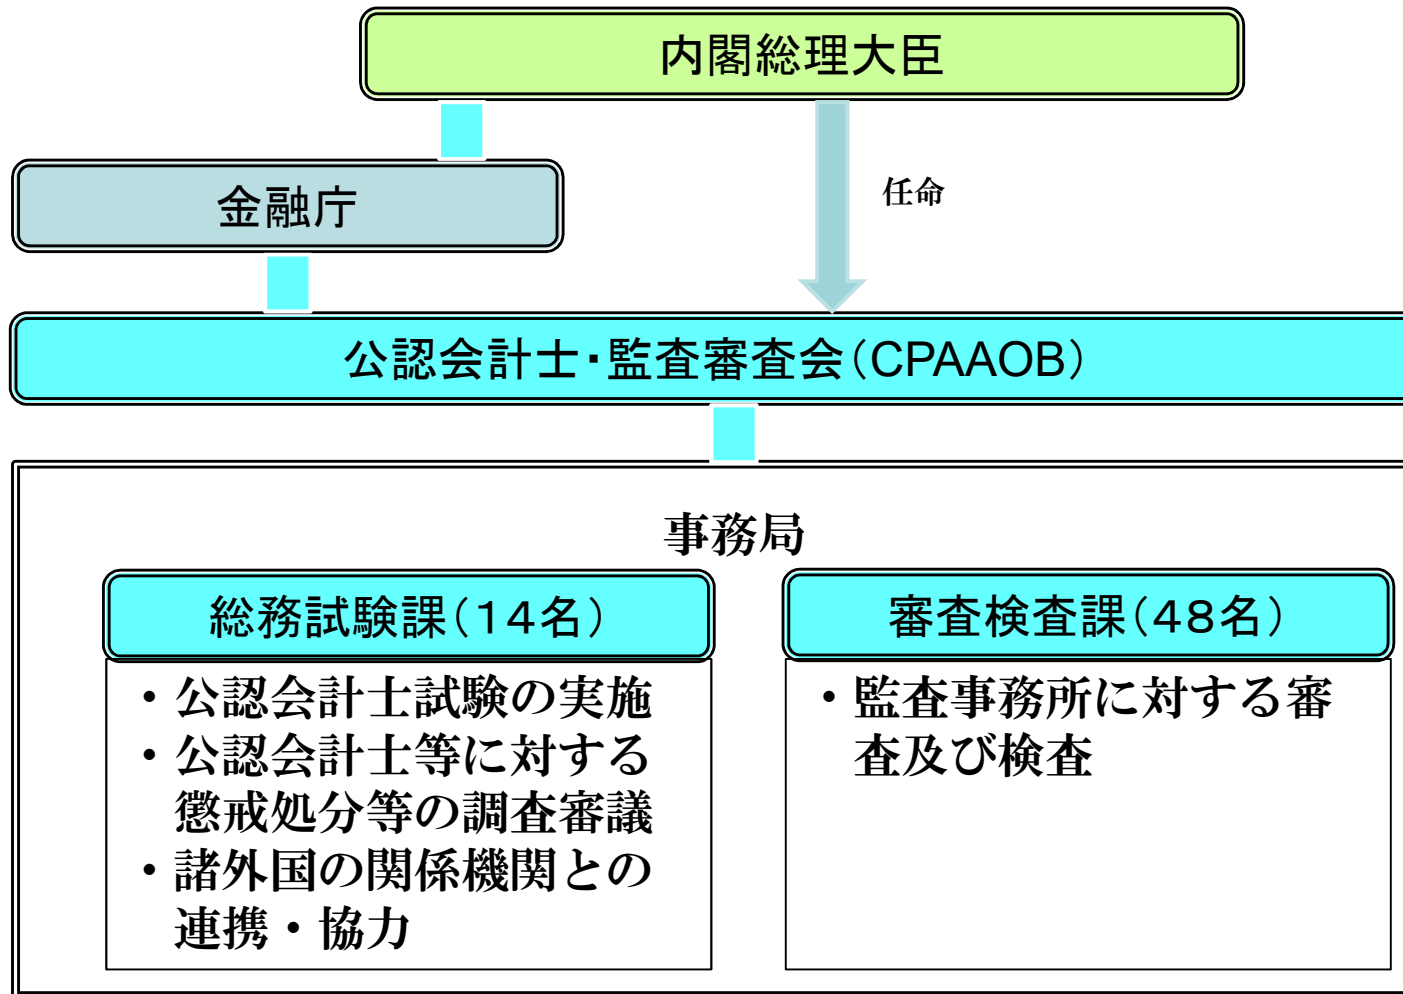 内閣総理大臣
金融庁
任命
公認会計士・監査審査会（CPAAOB）
事務局
総務試験課（１４名）
・公認会計士試験の実施
・公認会計士等に対する
懲戒処分等の調査審議
・諸外国の関係機関との
連携・協力
審査検査課（４８名）
・監査事務所に対する審
査及び検査